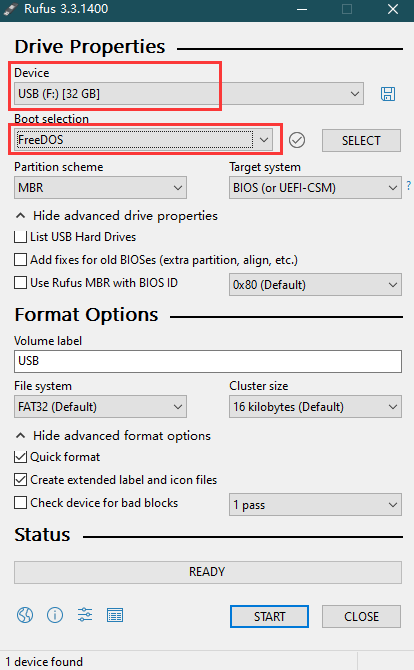 Rufus 3.3.1400
Drive Properties
Device
USB (F:) [32 GB]
Boot selection
FreeDOS
SELECT
Partition scheme
Target system
MBR
BIOS (or UEFI-CSM)
?
Hide advanced drive properties
List USB Hard Drives
Add fixes for old BIOSes (extra partition, align, etc.)
Use Rufus MBR with BIOS ID
0x80 (Default)
Format Options
Volume label
USB
File system
Cluster size
FAT32 (Default)
16 kilobytes (Default)
Hide advanced format options
Quick format
Create extended label and icon files
Check device for bad blocks
1 pass
Status
READY
START
CLOSE
1 device found